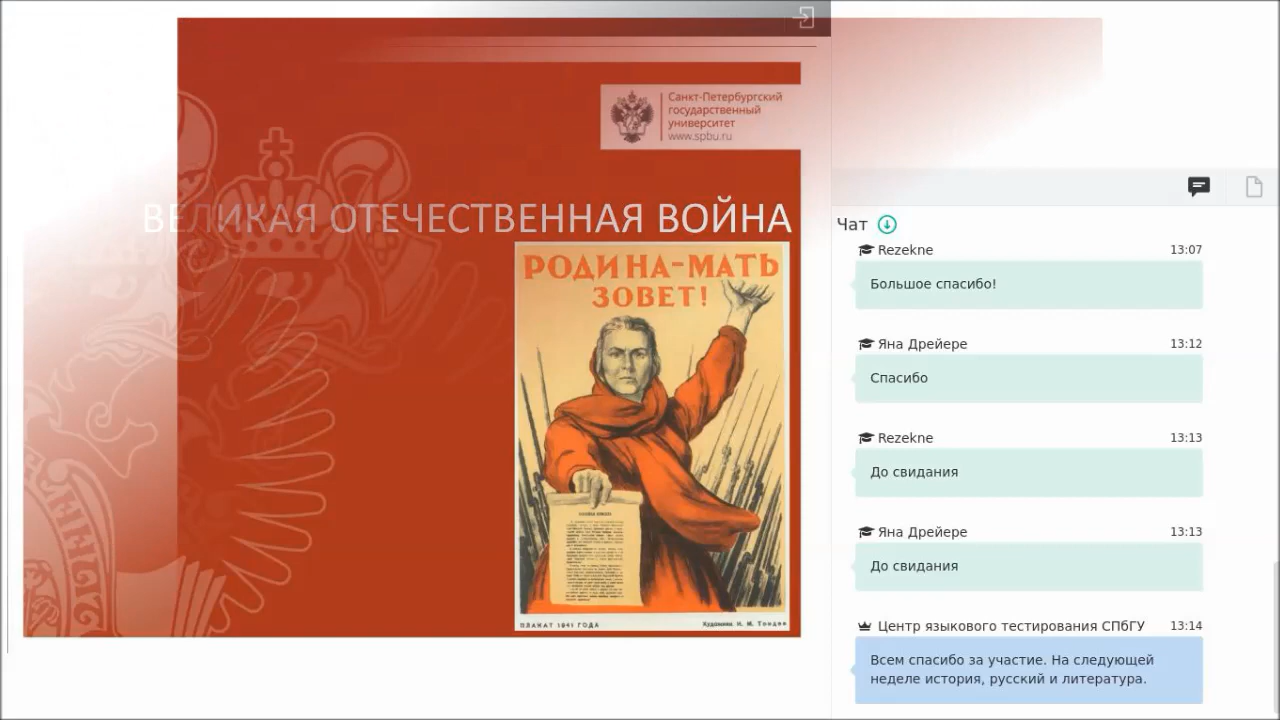 Санкт-Петербургский
государственный
университет
www.spbu.ru
ВЕЛИКАЯ ОТЕЧЕСТВЕННАЯ ВОЙНА
РОДИНА-МАТЬ
ЗОВЕТ!
ПЛАКАТ 1941 ГОДА
Художник. И. М. Тоидзе
Чат
Rezekne 13:07
Большое спасибо!
Яна Дрейере 13:12
Спасибо
Rezekne 13:13
До свидания
Яна Дрейере 13:13
До свидания
Центр языкового тестирования СПбГУ 13:14
Всем спасибо за участие. На следующей
неделе история, русский и литература.